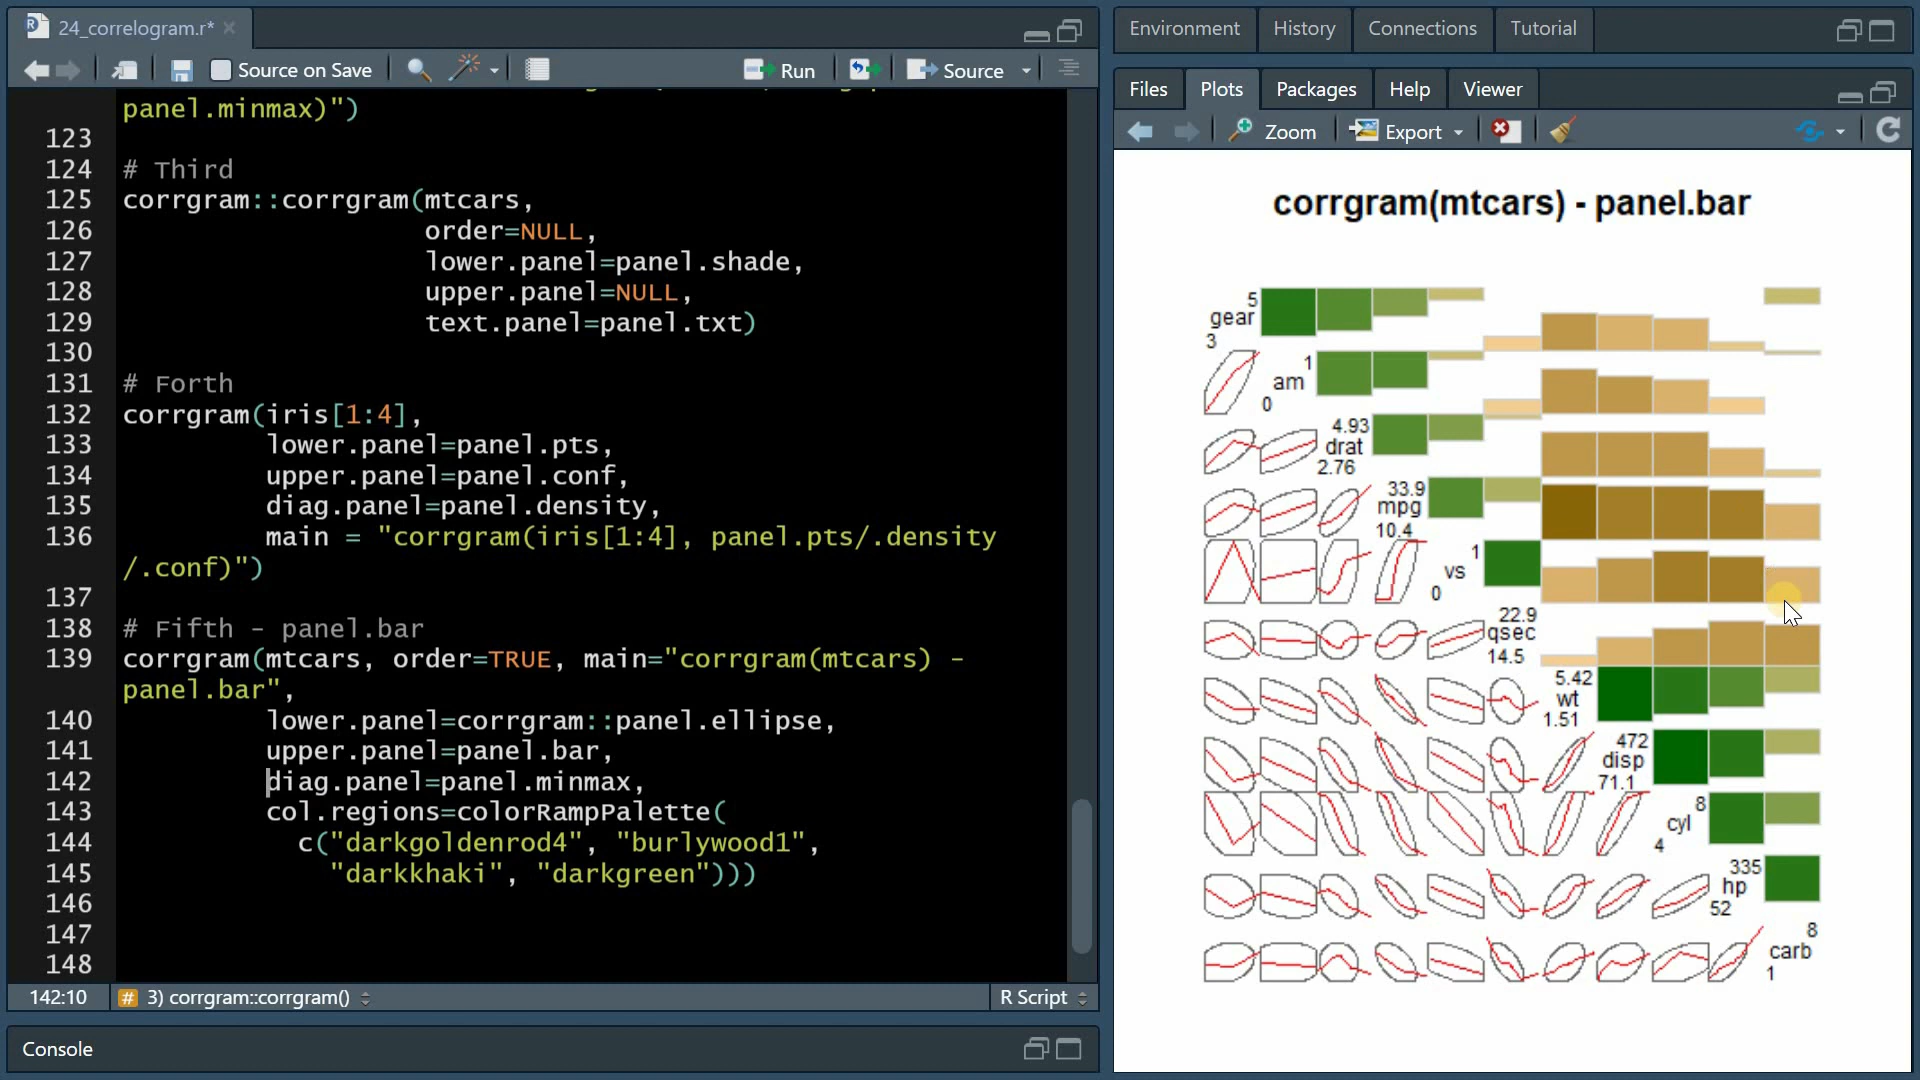 24_correlogram.r*
Source on Save
Run
Source
panel.minmax)")
123
124 # Third
125 corrgram::corrgram(mtcars,
126 order=NULL,
127 lower.panel=panel.shade,
128 upper.panel=NULL,
129 text.panel=panel.txt)
130
131 # Forth
132 corrgram(iris[1:4],
133 lower.panel=panel.pts,
134 upper.panel=panel.conf,
135 diag.panel=panel.density,
136 main = "corrgram(iris[1:4], panel.pts/.density
/.conf)")
137
138 # Fifth - panel.bar
139 corrgram(mtcars, order=TRUE, main="corrgram(mtcars) -
panel.bar",
140 lower.panel=corrgram::panel.ellipse,
141 upper.panel=panel.bar,
142 diag.panel=panel.minmax,
143 col.regions=colorRampPalette(
144 c("darkgoldenrod4", "burlywood1",
145 "darkkhaki", "darkgreen")))
146
147
148
142:10 # 3) corrgram::corrgram() R Script
Console
Environment History Connections Tutorial
Files Plots Packages Help Viewer
Zoom Export
corrgram(mtcars) - panel.bar
5
gear
3
1
am
0
4.93
drat
2.76
33.9
mpg
10.4
1
vs
0
22.9
qsec
14.5
5.42
wt
1.51
472
disp
71.1
8
cyl
4
335
hp
52
8
carb
1